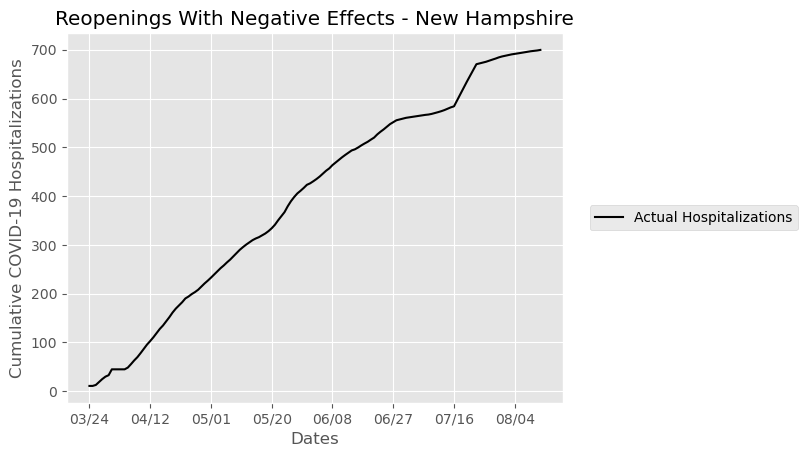 Reopenings With Negative Effects - New Hampshire
700
600
500
400
300
200
100
0
Cumulative COVID-19 Hospitalizations
03/24 04/12 05/01 05/20 06/08 06/27 07/16 08/04
Dates
Actual Hospitalizations